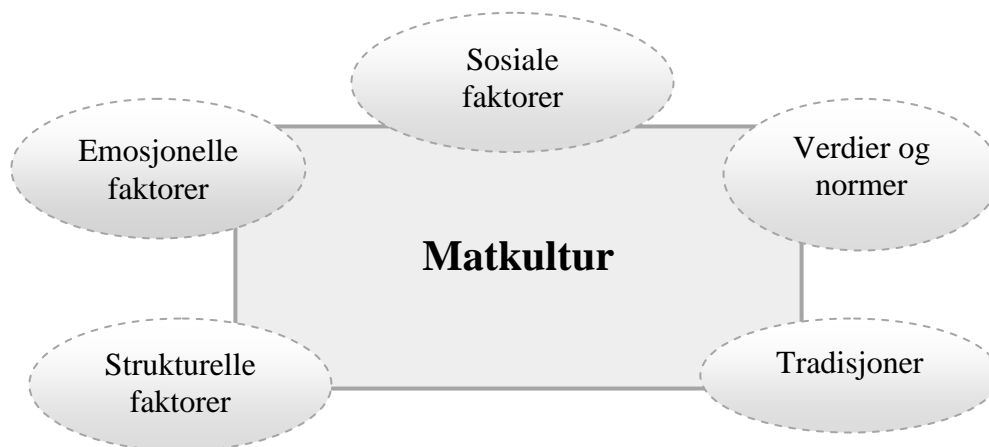 Sosiale
faktorer
Emosjonelle
faktorer
Verdier og
normer
Matkultur
Strukturelle
faktorer
Tradisjoner